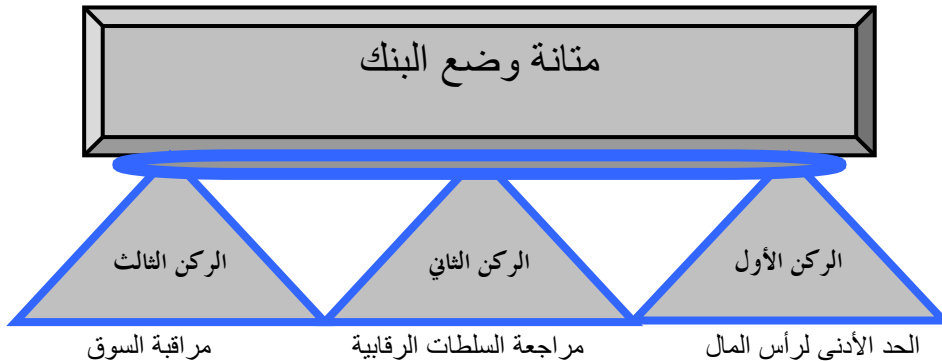 متانة وضع البنك
الركن الأول
الركن الثاني
الركن الثالث
الحد الأدنى لرأس المال
مراجعة السلطات الرقابية
مراقبة السوق